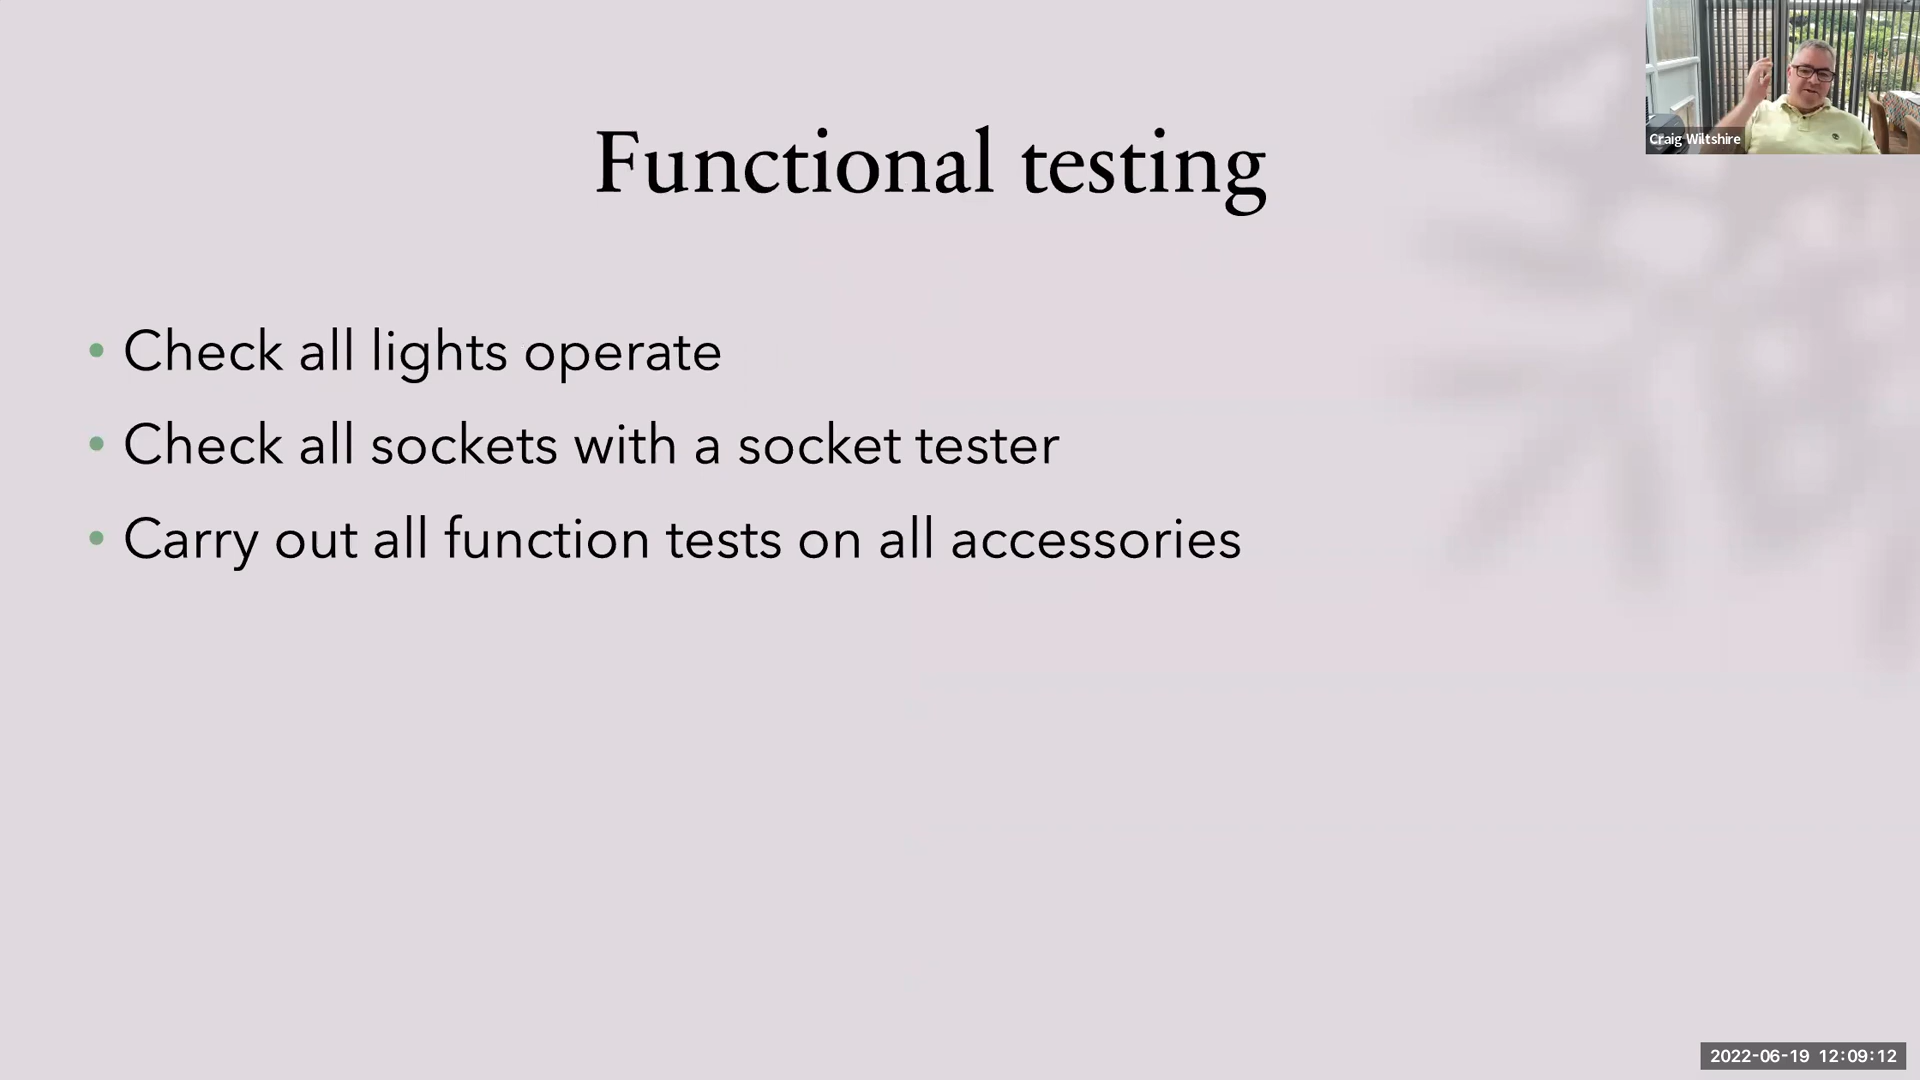 Craig Wiltshire
Functional testing
• Check all lights operate
• Check all sockets with a socket tester
• Carry out all function tests on all accessories
2022-06-19 12:09:12